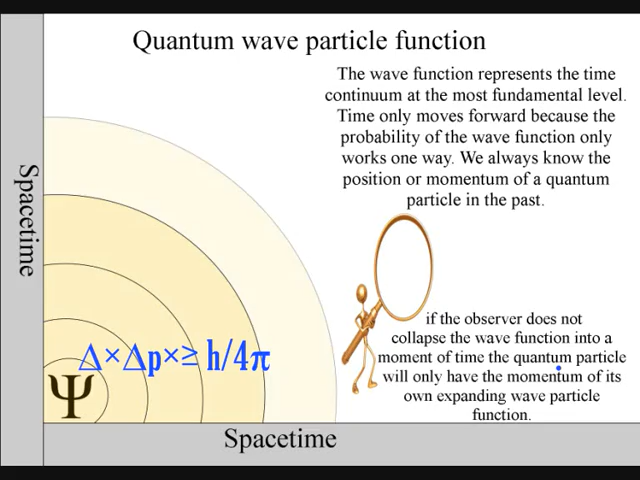 Quantum wave particle function
The wave function represents the time
continuum at the most fundamental level.
Time only moves forward because the
probability of the wave function only
works one way. We always know the
position or momentum of a quantum
particle in the past.
Spacetime
if the observer does not
collapse the wave function into a
moment of time the quantum particle
will only have the momentum of its
own expanding wave particle
function.
Δ×Δp×≥ h/4π
Ψ
Spacetime